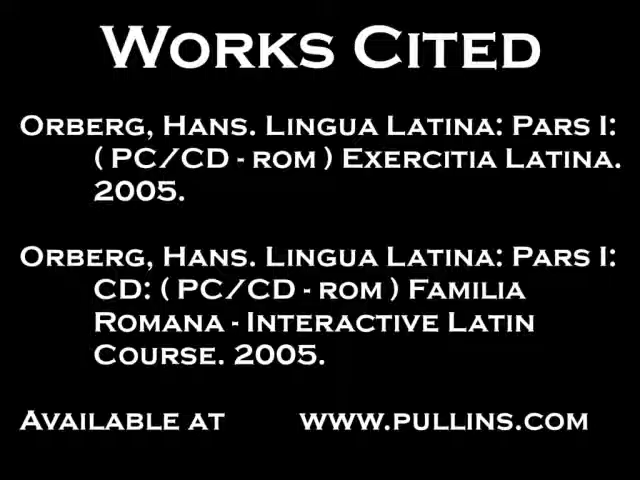 Works Cited
Orberg, Hans. Lingua Latina: Pars I:
( PC/CD - rom ) Exercitia Latina.
2005.
Orberg, Hans. Lingua Latina: Pars I:
CD: ( PC/CD - rom ) Familia
Romana - Interactive Latin
Course. 2005.
Available at www.pullins.com